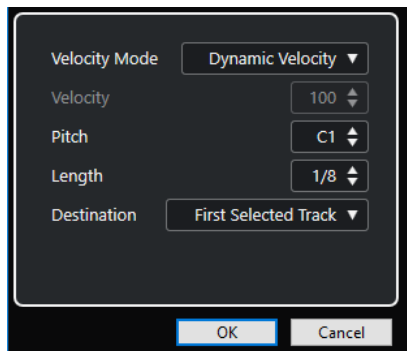 Velocity Mode Dynamic Velocity
Velocity 100
Pitch C1
Length 1/8
Destination First Selected Track
OK Cancel